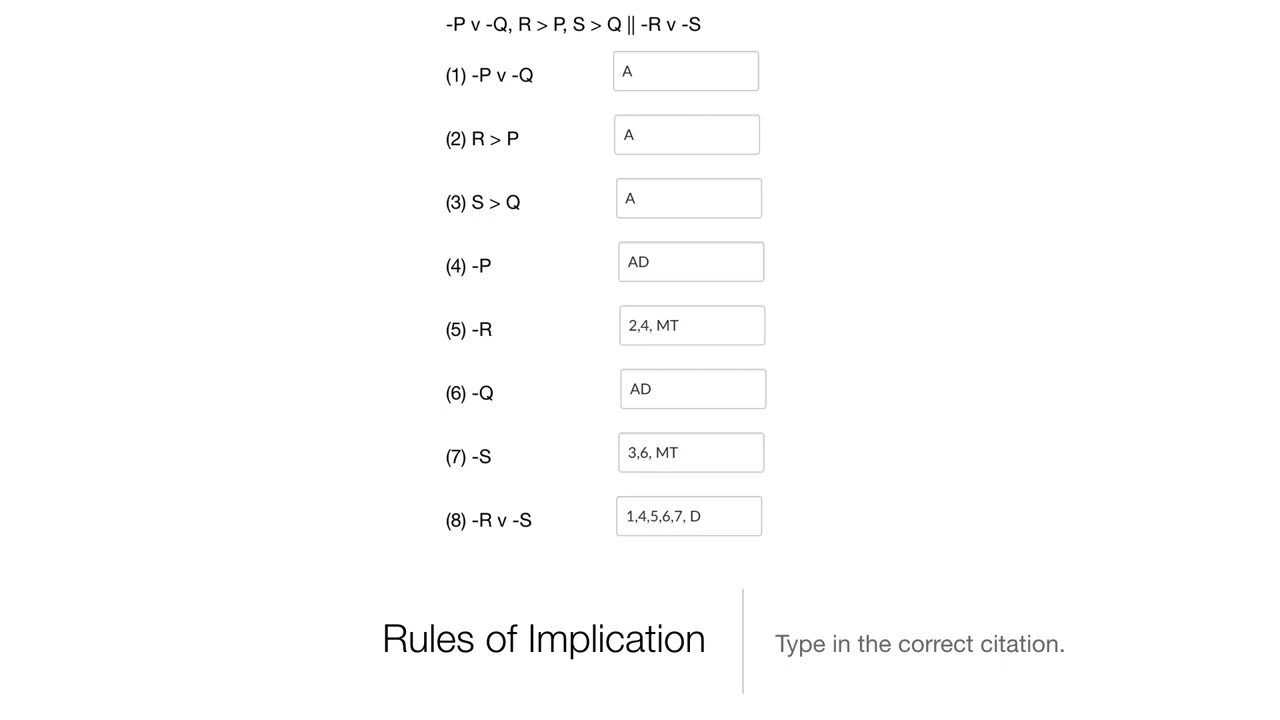 -P v -Q, R > P, S > Q || -R v -S
(1) -P v -Q A
(2) R > P A
(3) S > Q A
(4) -P AD
(5) -R 2,4, MT
(6) -Q AD
(7) -S 3,6, MT
(8) -R v -S 1,4,5,6,7, D
Rules of Implication
Type in the correct citation.